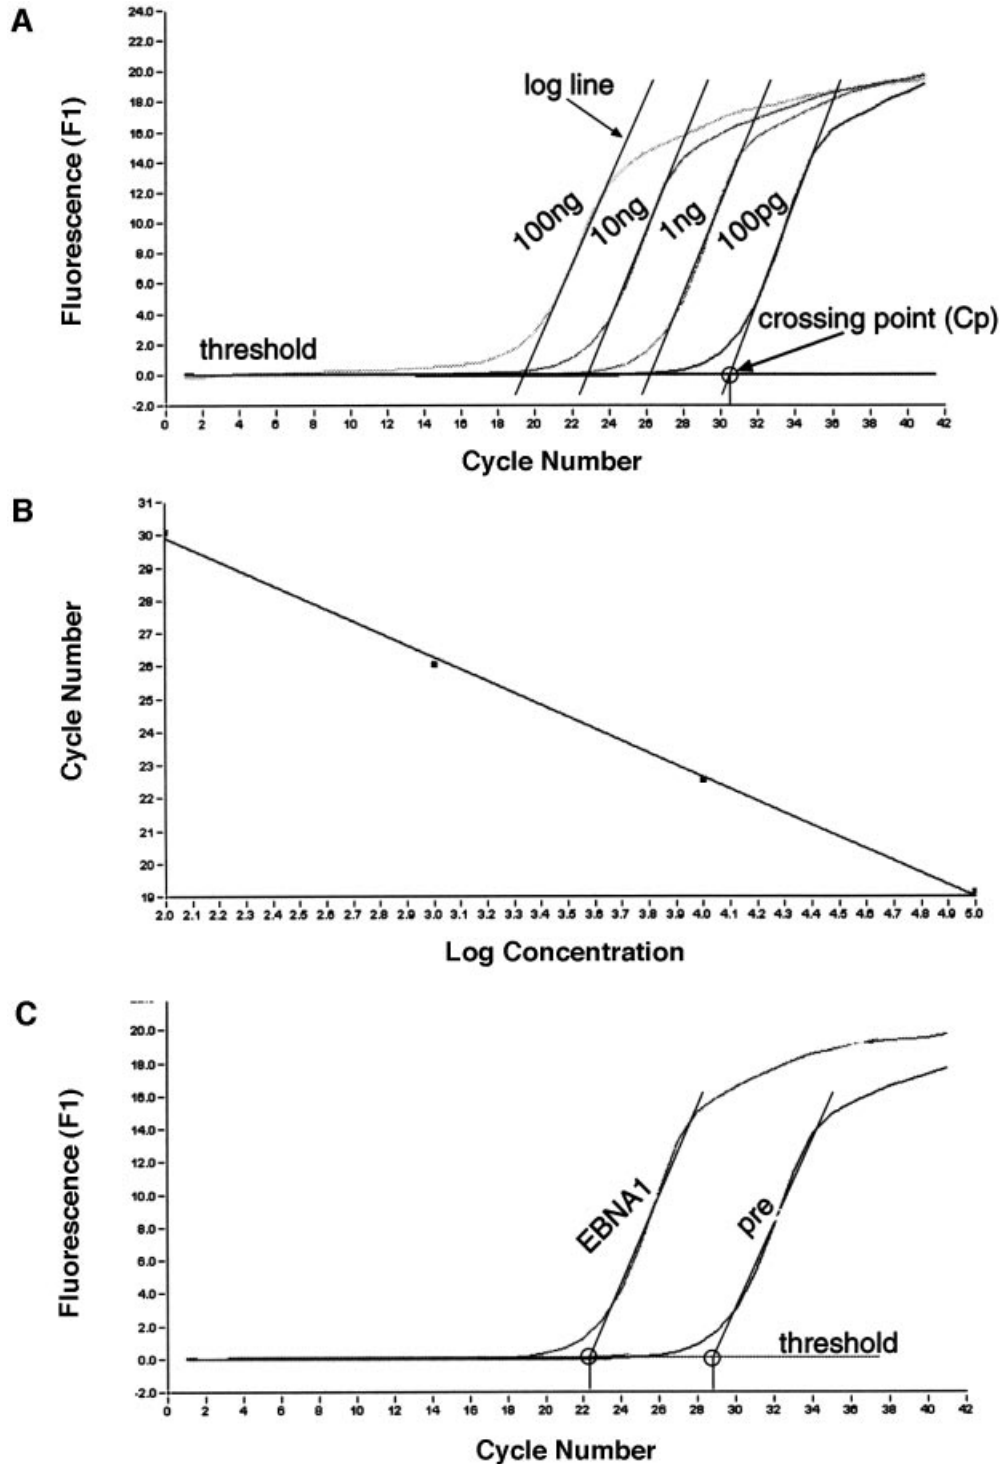 A
24.0
22.0
20.0
18.0
16.0
14.0
12.0
10.0
8.0
6.0
4.0
2.0
0.0
-2.0
Fluorescence (F1)
log line
100ng
10ng
1ng
100pg
crossing point (Cp)
threshold
0 2 4 6 8 10 12 14 16 18 20 22 24 26 28 30 32 34 36 38 40 42
Cycle Number
B
31
30
29
28
27
26
25
24
23
22
21
20
19
Cycle Number
2.0 2.1 2.2 2.3 2.4 2.5 2.6 2.7 2.8 2.9 3.0 3.1 3.2 3.3 3.4 3.5 3.6 3.7 3.8 3.9 4.0 4.1 4.2 4.3 4.4 4.5 4.6 4.7 4.8 4.9 5.0
Log Concentration
C
20.0
18.0
16.0
14.0
12.0
10.0
8.0
6.0
4.0
2.0
0.0
-2.0
Fluorescence (F1)
EBNA1
pre
threshold
0 2 4 6 8 10 12 14 16 18 20 22 24 26 28 30 32 34 36 38 40 42
Cycle Number